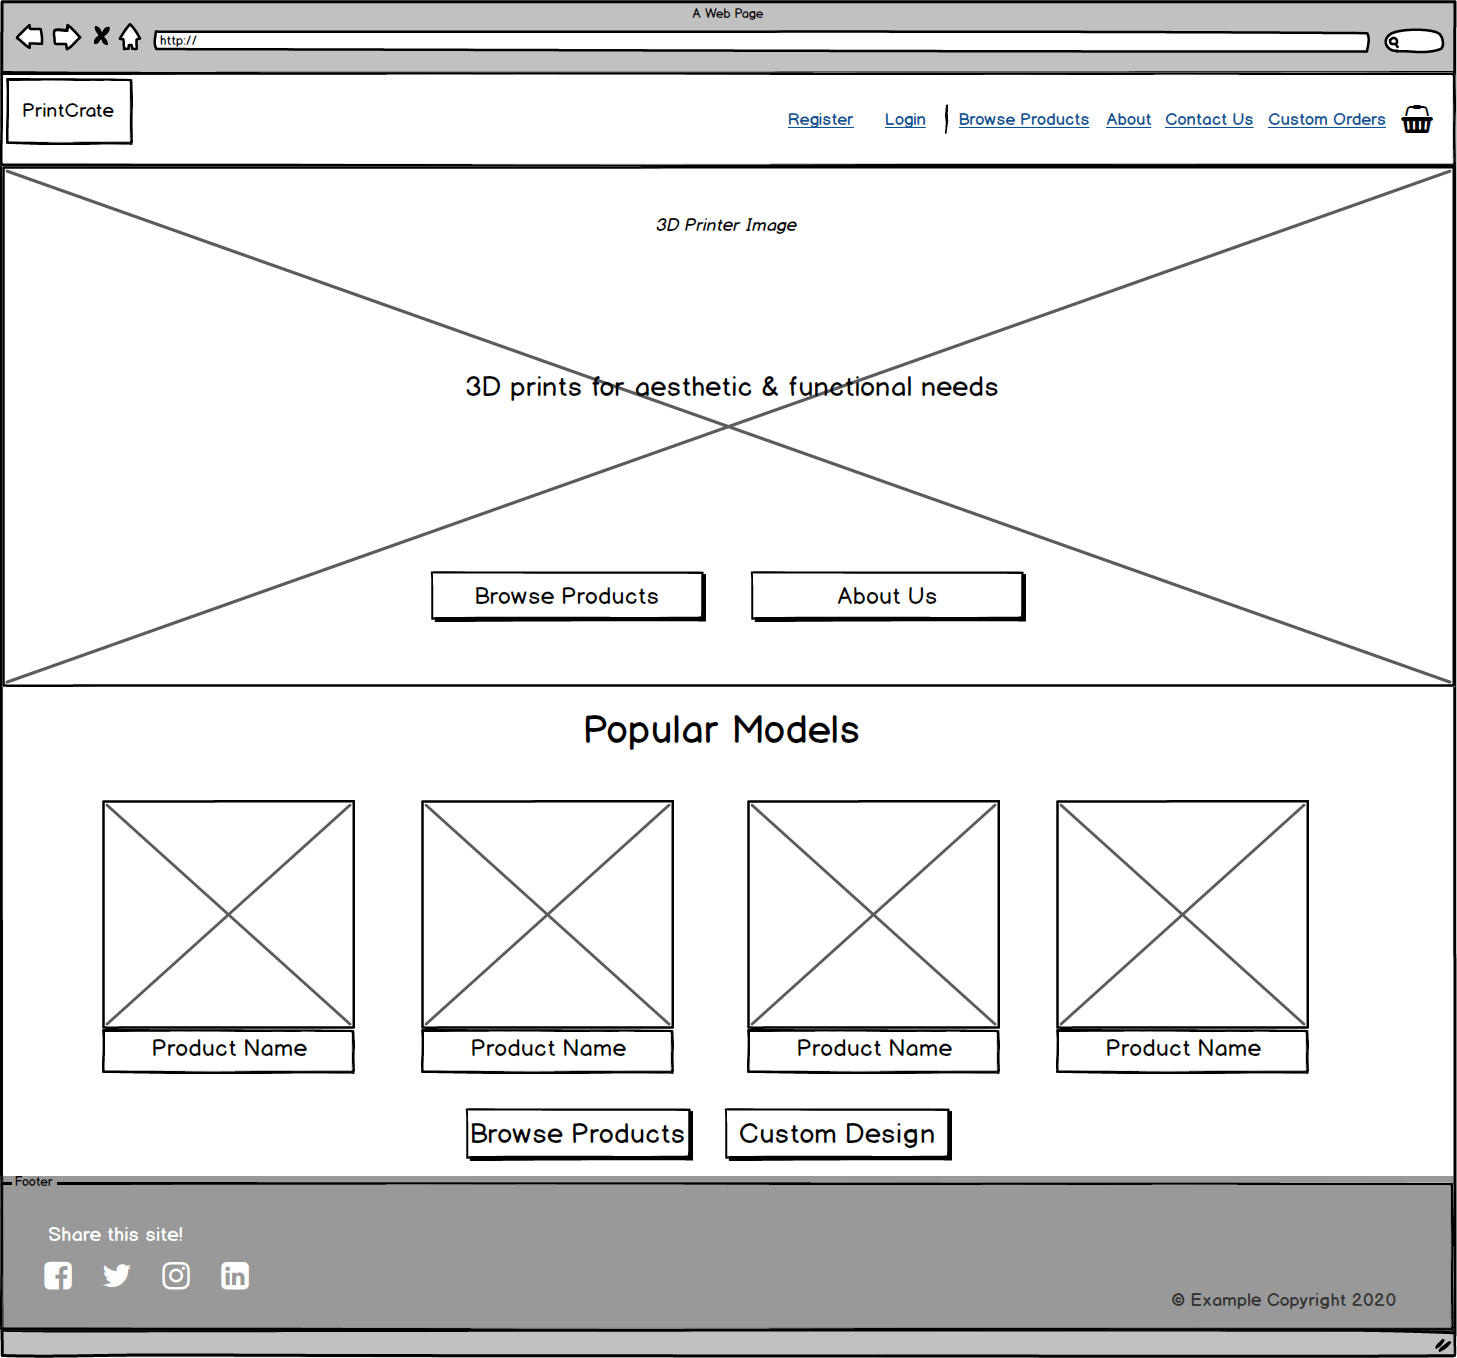 A Web Page
http://
PrintCrate
Register Login Browse Products About Contact Us Custom Orders
3D Printer Image
3D prints for aesthetic & functional needs
Browse Products About Us
Popular Models
Product Name Product Name Product Name Product Name
Browse Products Custom Design
Footer
Share this site!
© Example Copyright 2020